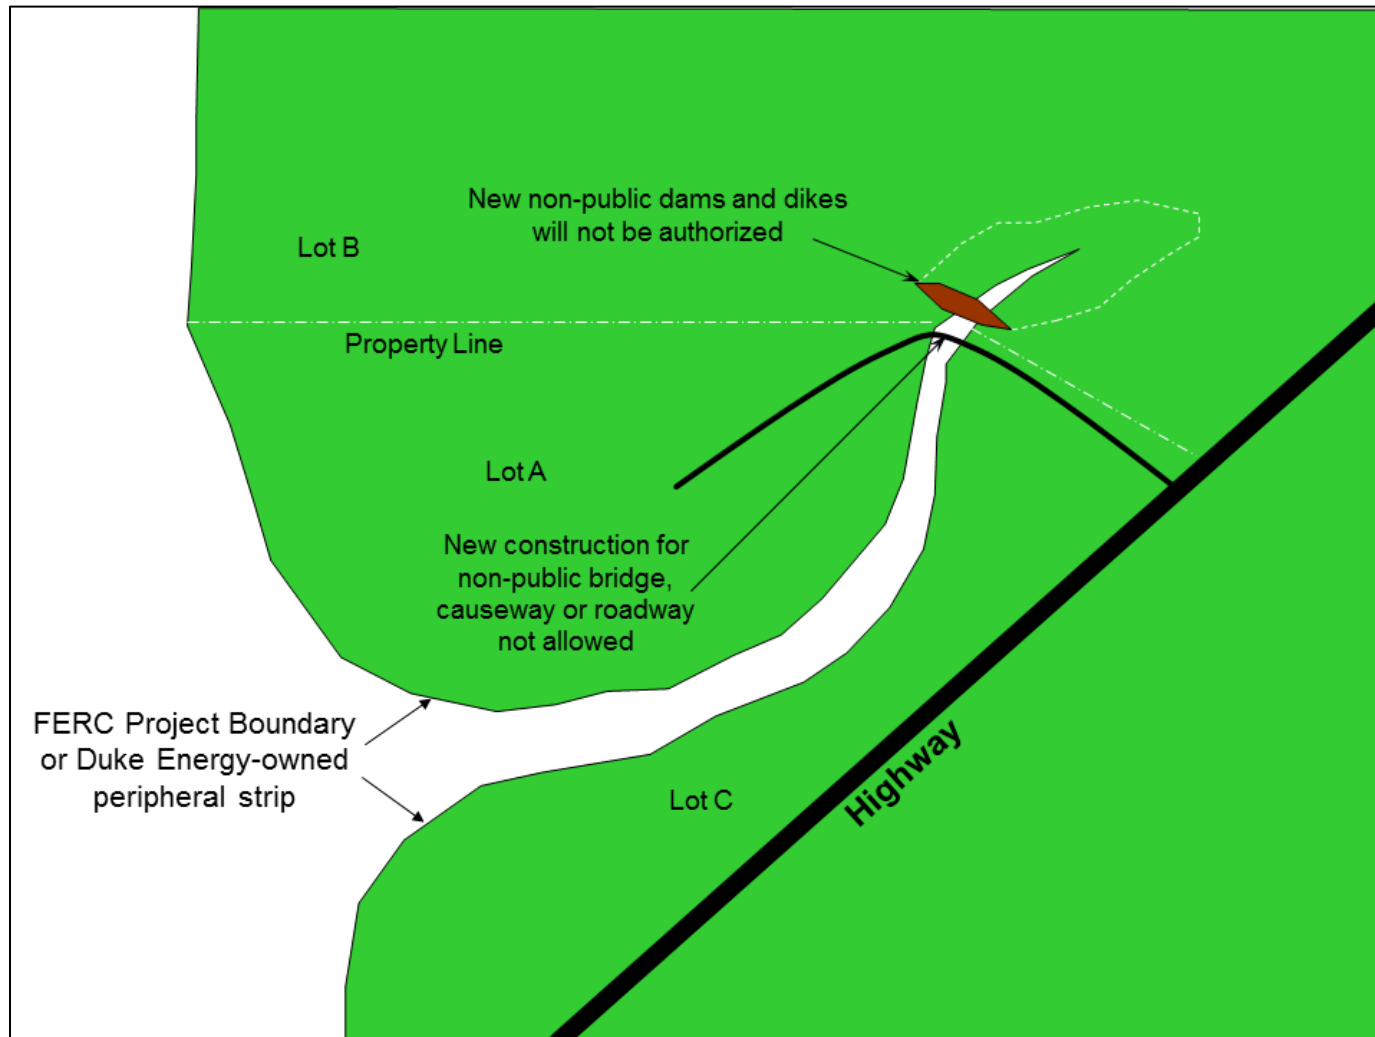 New non-public dams and dikes
will not be authorized
Lot B
Property Line
Lot A
New construction for
non-public bridge,
causeway or roadway
not allowed
FERC Project Boundary
or Duke Energy-owned
peripheral strip
Lot C
Highway